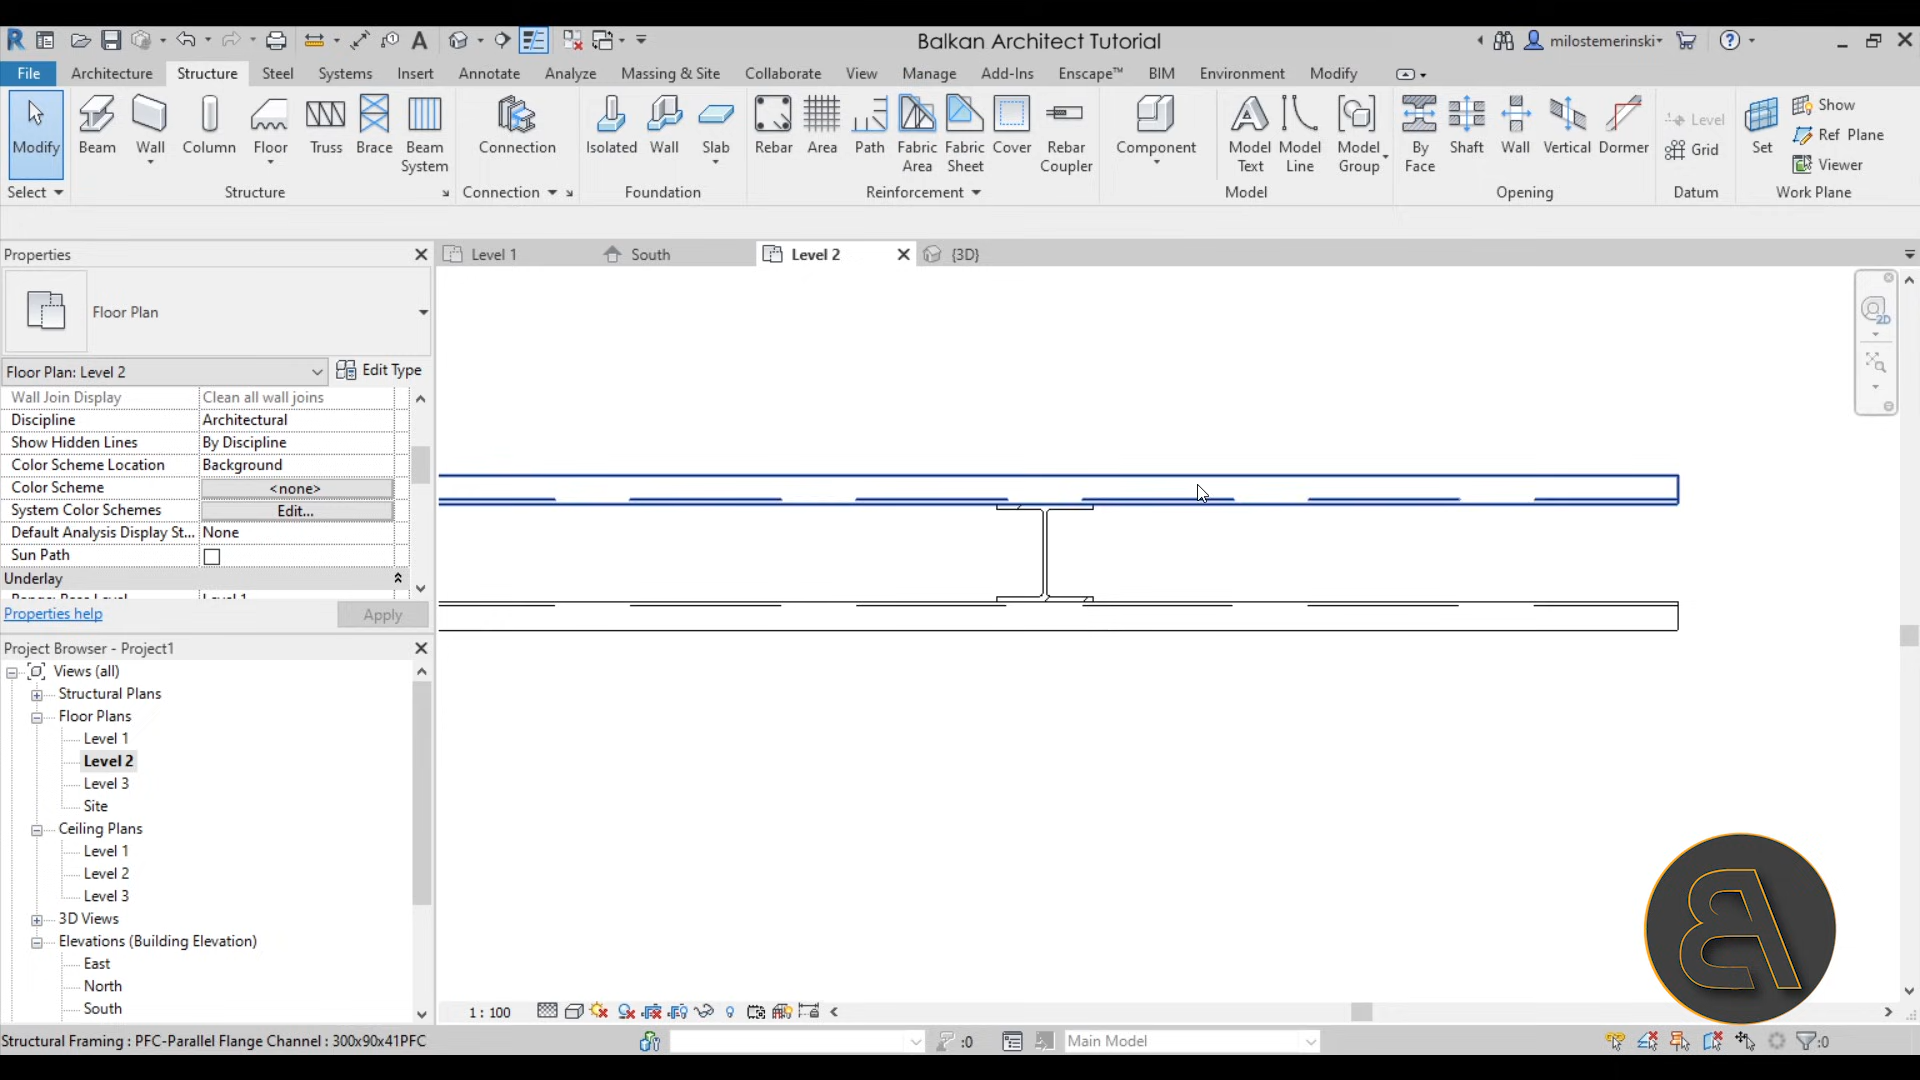 Balkan Architect Tutorial
milostemerinski
File Architecture Structure Steel Systems Insert Annotate Analyze Massing & Site Collaborate View Manage Add-Ins Enscape™ BIM Environment Modify
Modify Beam Wall Column Floor Truss Brace Beam System Connection Isolated Wall Slab Rebar Area Path Fabric Area Fabric Sheet Cover Rebar Coupler Component Model Text Model Line Model Group By Face Shaft Wall Vertical Dormer Level Grid Set Show Ref Plane Viewer
Select Structure Connection Foundation Reinforcement Model Opening Datum Work Plane
Properties
Level 1 South Level 2 {3D}
Floor Plan
Floor Plan: Level 2 Edit Type
Wall Join Display Clean all wall joins
Discipline Architectural
Show Hidden Lines By Discipline
Color Scheme Location Background
Color Scheme <none>
System Color Schemes Edit...
Default Analysis Display St... None
Sun Path
Underlay
Properties help Apply
Project Browser - Project1
Views (all)
Structural Plans
Floor Plans
Level 1
Level 2
Level 3
Site
Ceiling Plans
Level 1
Level 2
Level 3
3D Views
Elevations (Building Elevation)
East
North
South
2D
1 : 100
Structural Framing : PFC-Parallel Flange Channel : 300x90x41PFC
:0
Main Model
:0